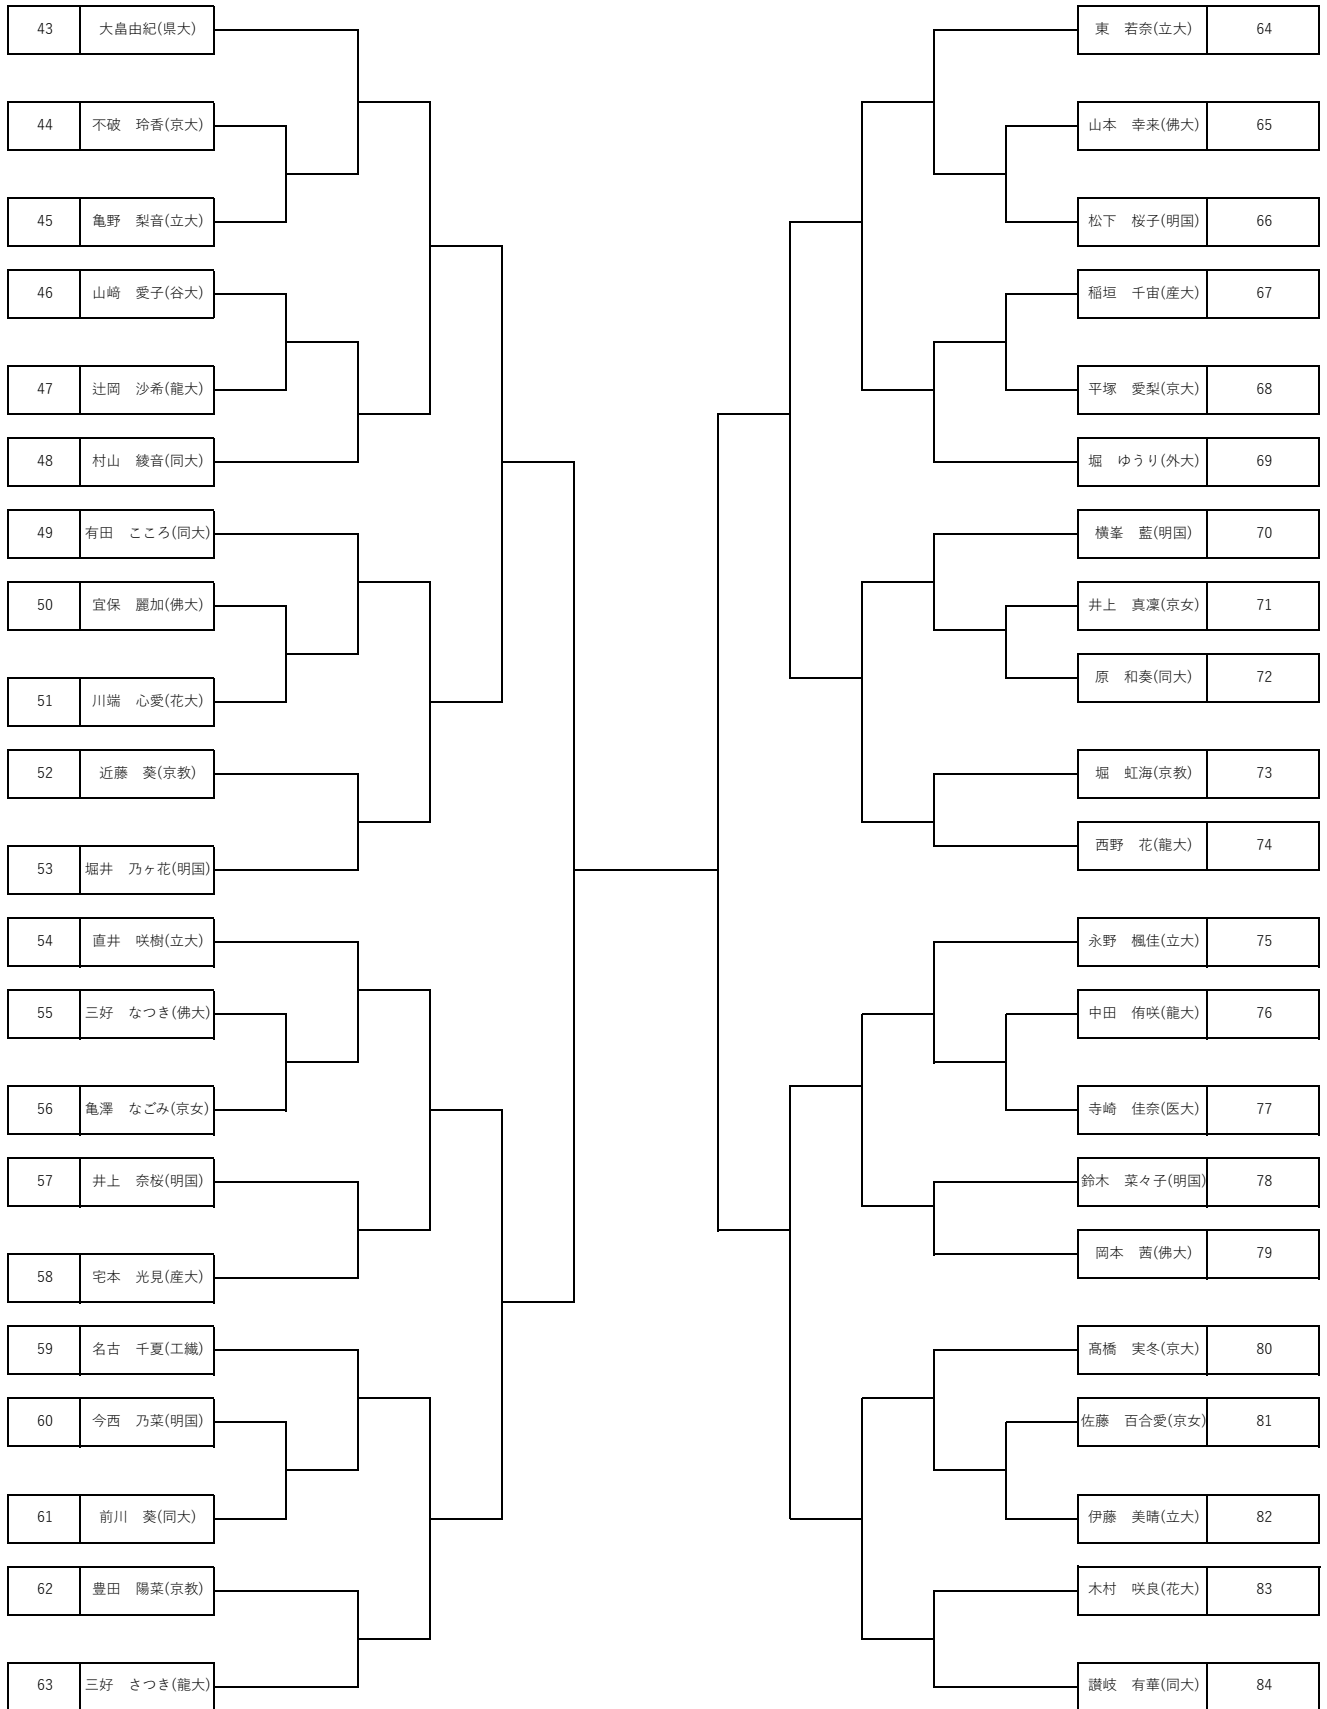 43 大畠由紀(県大)
44 不破　玲香(京大)
45 亀野　梨音(立大)
46 山﨑　愛子(谷大)
47 辻岡　沙希(龍大)
48 村山　綾音(同大)
49 有田　こころ(同大)
50 宜保　麗加(佛大)
51 川端　心愛(花大)
52 近藤　葵(京教)
53 堀井　乃ヶ花(明国)
54 直井　咲樹(立大)
55 三好　なつき(佛大)
56 亀澤　なごみ(京女)
57 井上　奈桜(明国)
58 宅本　光見(産大)
59 名古　千夏(工繊)
60 今西　乃菜(明国)
61 前川　葵(同大)
62 豊田　陽菜(京教)
63 三好　さつき(龍大)
東　若奈(立大) 64
山本　幸来(佛大) 65
松下　桜子(明国) 66
稲垣　千宙(産大) 67
平塚　愛梨(京大) 68
堀　ゆうり(外大) 69
横峯　藍(明国) 70
井上　真凜(京女) 71
原　和奏(同大) 72
堀　虹海(京教) 73
西野　花(龍大) 74
永野　楓佳(立大) 75
中田　侑咲(龍大) 76
寺崎　佳奈(医大) 77
鈴木　菜々子(明国) 78
岡本　茜(佛大) 79
髙橋　実冬(京大) 80
佐藤　百合愛(京女) 81
伊藤　美晴(立大) 82
木村　咲良(花大) 83
讃岐　有華(同大) 84